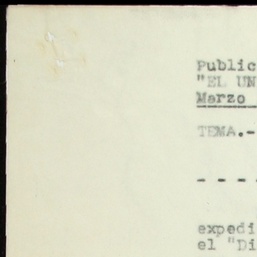 Public
"EL UN
Marzo
TEMA.-
- - - -
expedi
el "Di